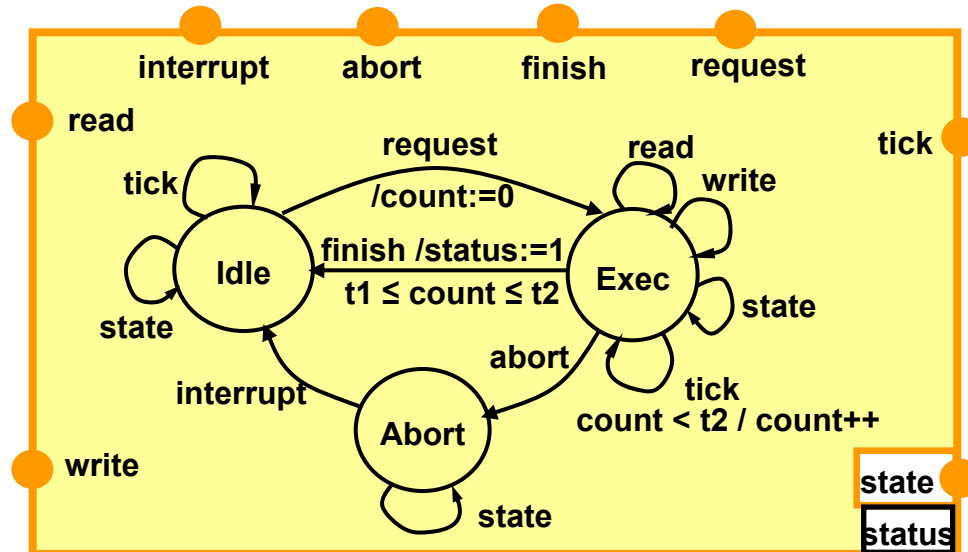 interrupt
abort
finish
request
read
tick
tick
request
/count:=0
read
write
finish /status:=1
t1 ≤ count ≤ t2
Idle
Exec
state
state
abort
interrupt
tick
count < t2 / count++
Abort
write
state
state
status